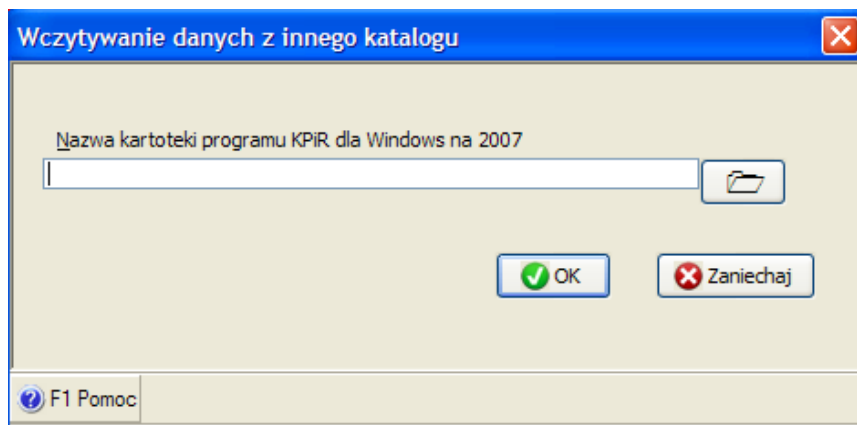 Wczytywanie danych z innego katalogu
Nazwa kartoteki programu KPiR dla Windows na 2007
OK
Zaniechaj
F1 Pomoc